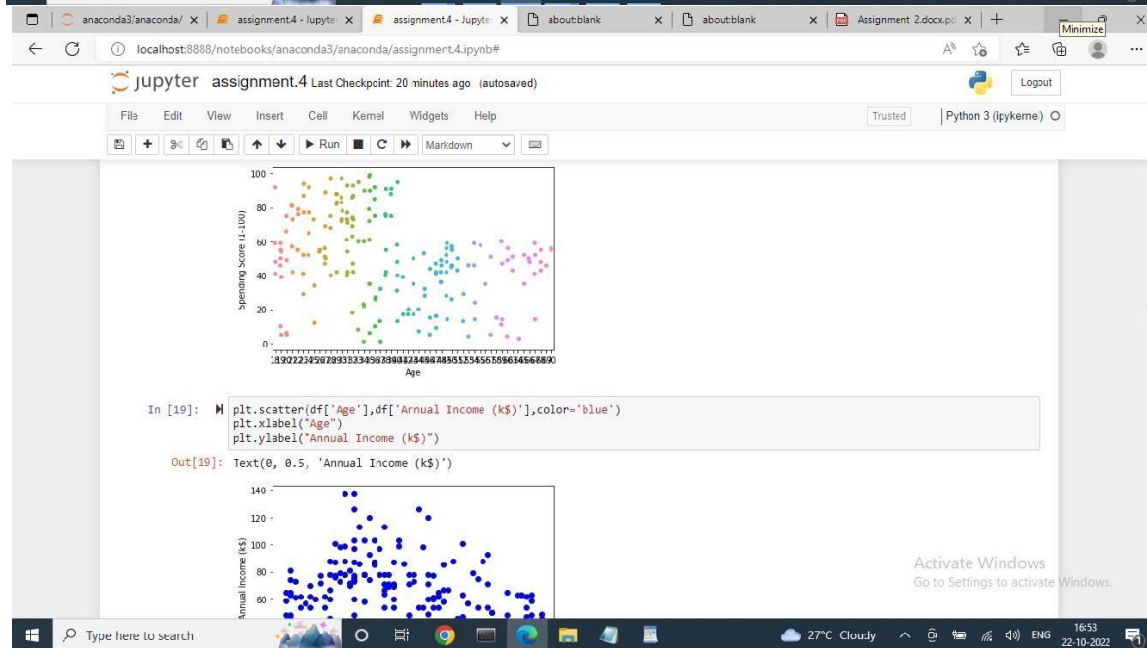 anaconda3/anaconda/
assignment.4 - Jupyte
assignment.4 - Jupyte
about:blank
about:blank
Assignment 2.docx.pd
Minimize
localhost:8888/notebooks/anaconda3/anaconda/assignment.4.ipynb#
jupyter assignment.4 Last Checkpoint: 20 minutes ago (autosaved)
Logout
File Edit View Insert Cell Kernel Widgets Help
Trusted
Python 3 (ipykernel)
Run
Markdown
100
80
60
40
20
0
Spending Score (1-100)
Age
In [19]:
plt.scatter(df['Age'],df['Annual Income (k$)'],color='blue')
plt.xlabel("Age")
plt.ylabel("Annual Income (k$)")
Out[19]: Text(0, 0.5, 'Annual Income (k$)')
140
120
100
80
60
Annual Income (k$)
Activate Windows
Go to Settings to activate Windows.
Type here to search
27°C Cloudy
ENG
16:53
22-10-2022
1